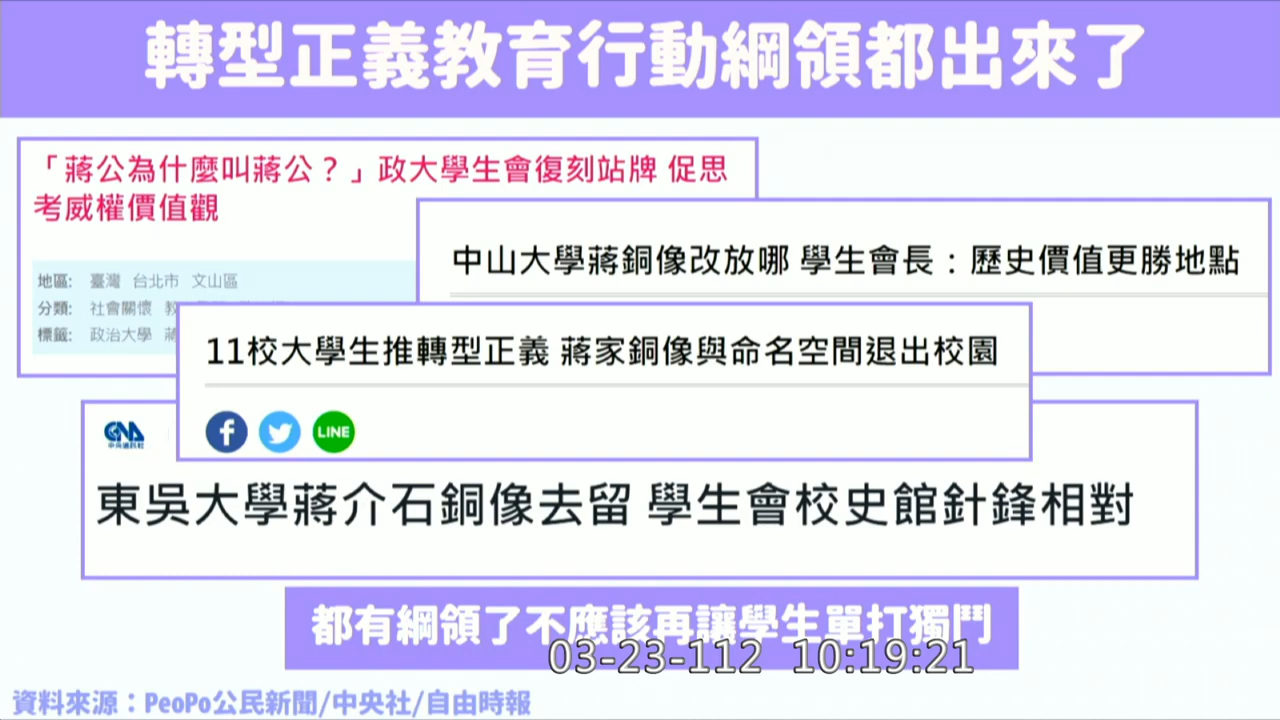 轉型正義教育行動綱領都出來了
「蔣公為什麼叫蔣公？」政大學生會復刻站牌 促思
考威權價值觀
地區: 臺灣 台北市 文山區
分類: 社會關懷 教
標籤: 政治大學 蔣
中山大學蔣銅像改放哪 學生會長：歷史價值更勝地點
11校大學生推轉型正義 蔣家銅像與命名空間退出校園
f
LINE
CNA
中央通訊社
東吳大學蔣介石銅像去留 學生會校史館針鋒相對
都有綱領了不應該再讓學生單打獨鬥
03-23-112 10:19:21
資料來源：PeoPo公民新聞/中央社/自由時報